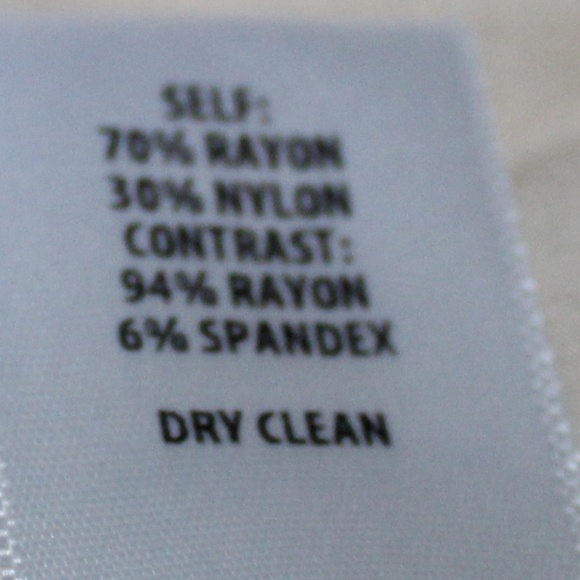 SELF:
70% RAYON
30% NYLON
CONTRAST:
94% RAYON
6% SPANDEX
DRY CLEAN